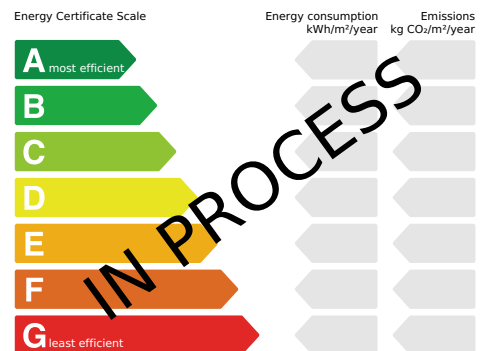 Energy Certificate Scale
Energy consumption
kWh/m²/year
Emissions
kg CO₂/m²/year
A most efficient
B
C
D
E
F
G least efficient
IN PROCESS